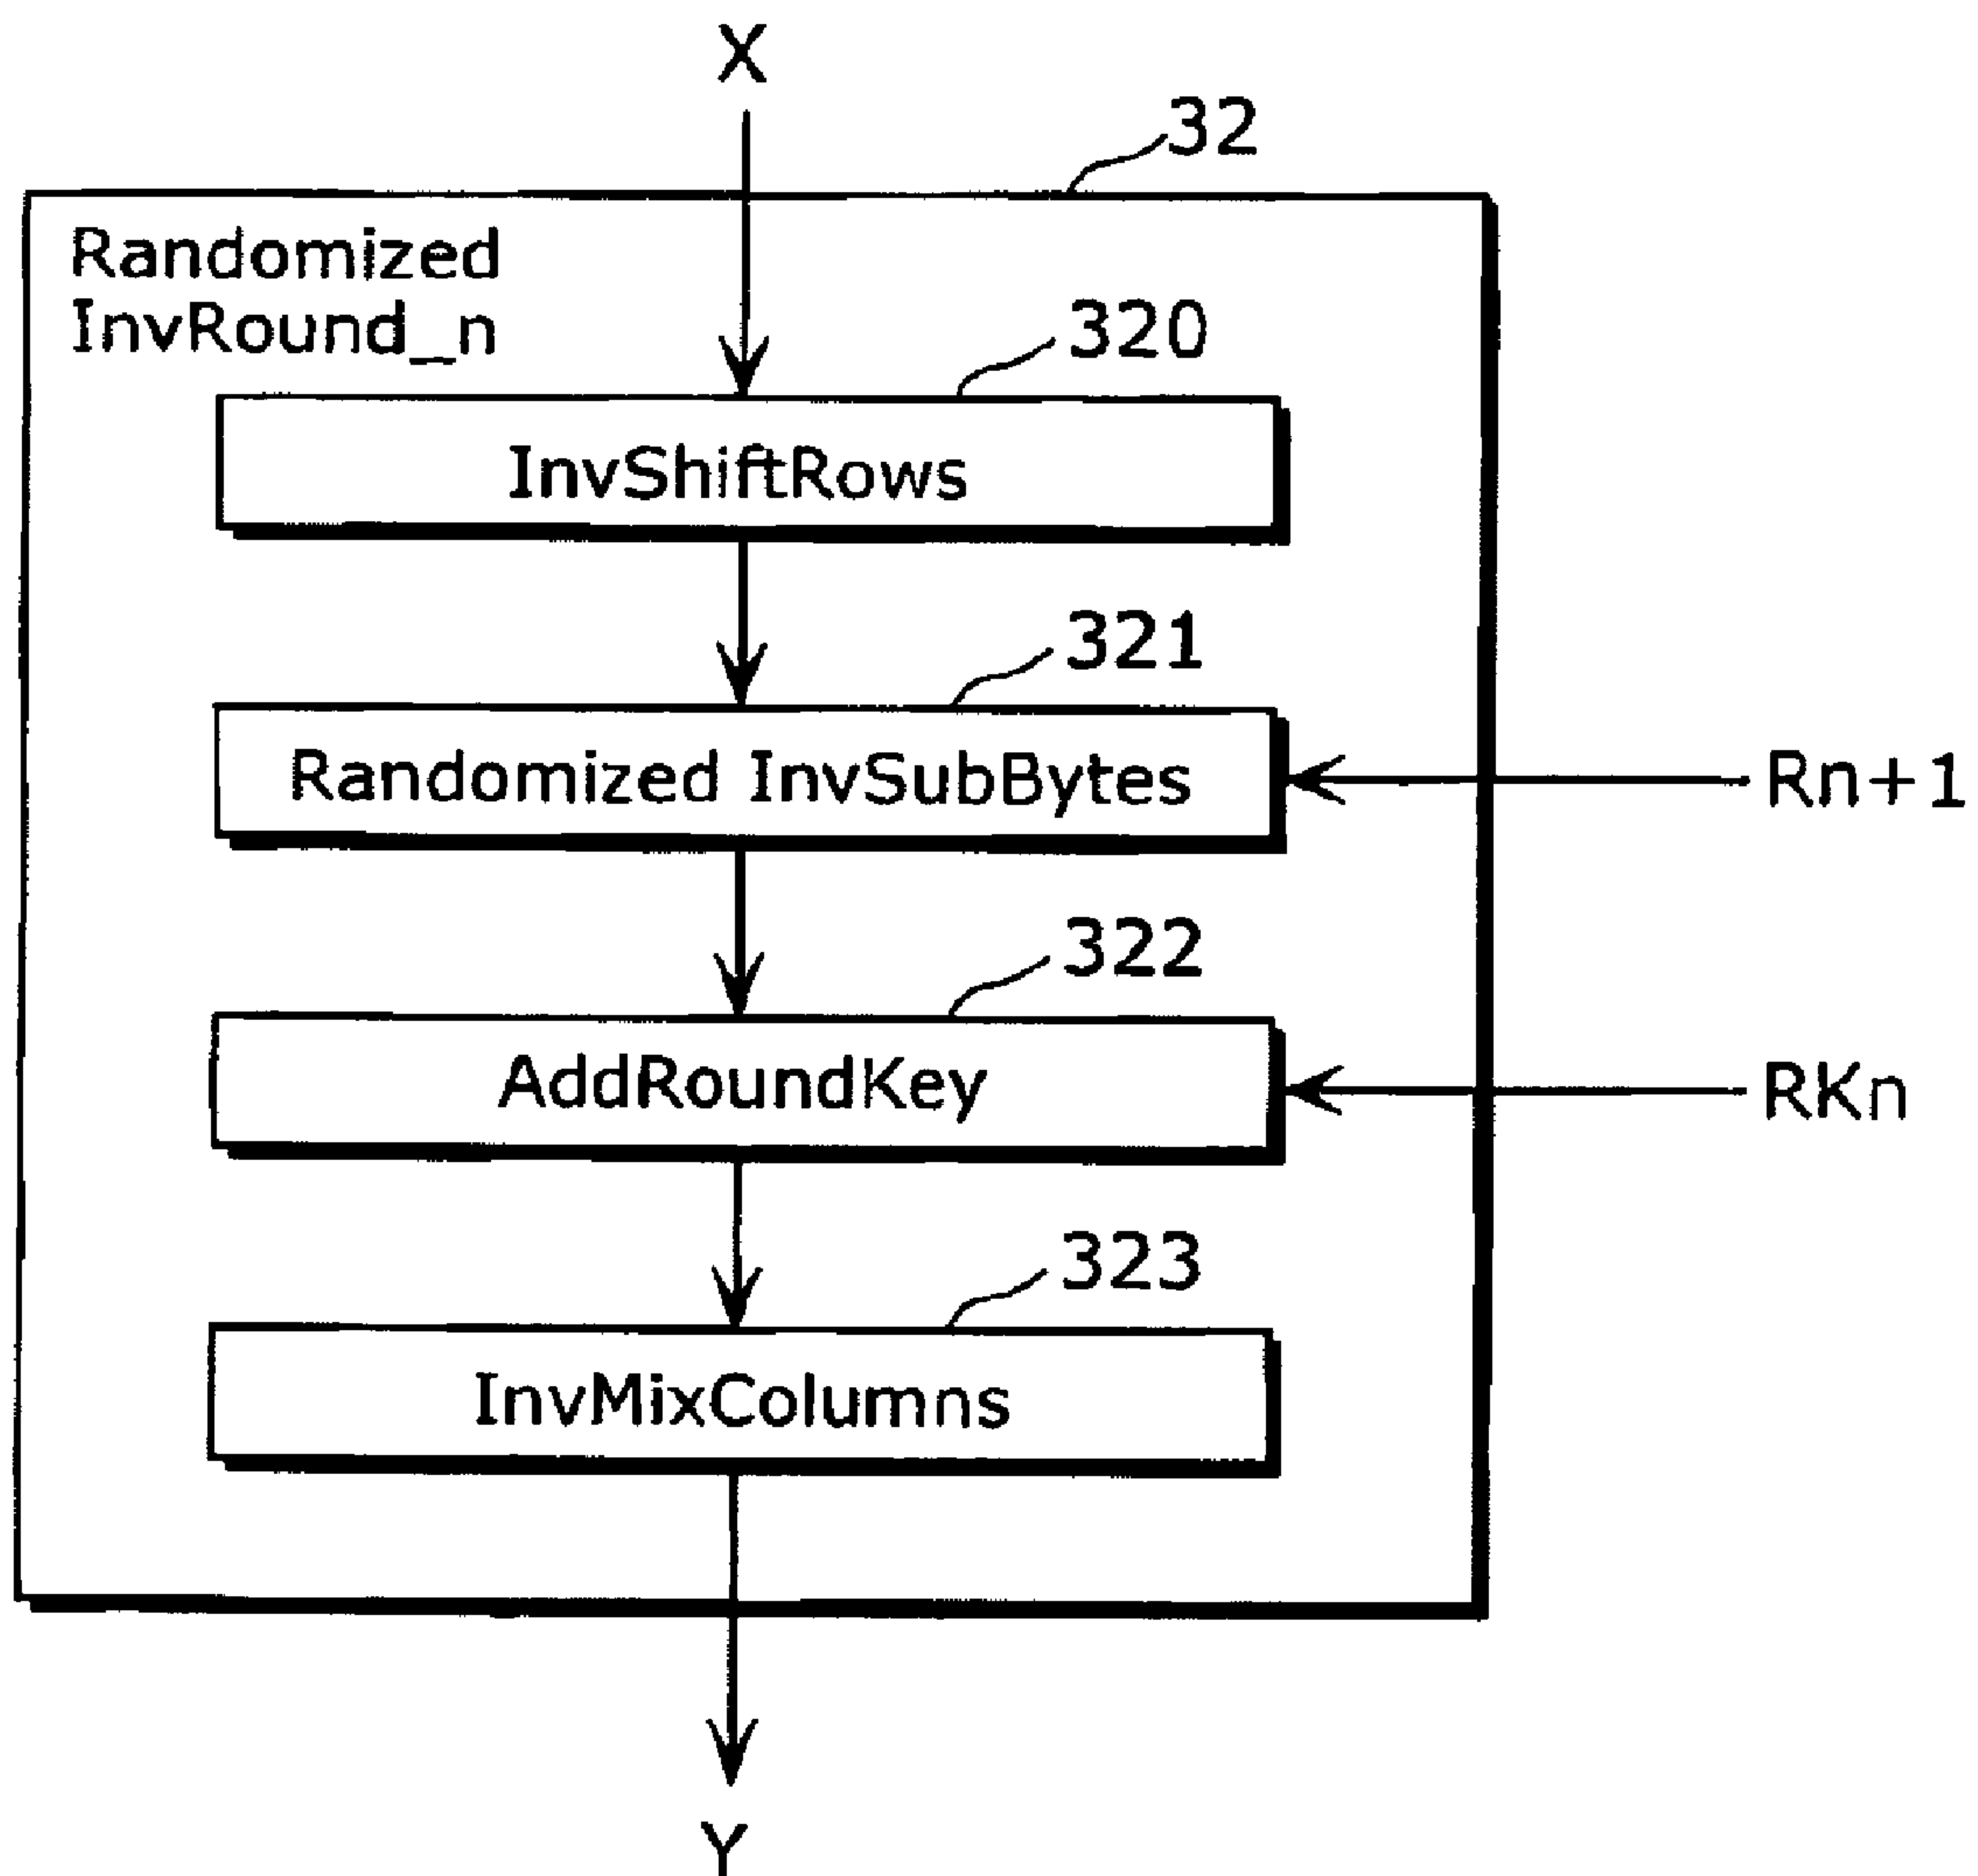 X
32
Randomized
InvRound_n
320
InvShiftRows
321
Randomized InvSubBytes
Rn+1
322
AddRoundKey
RKn
323
InvMixColumns
Y